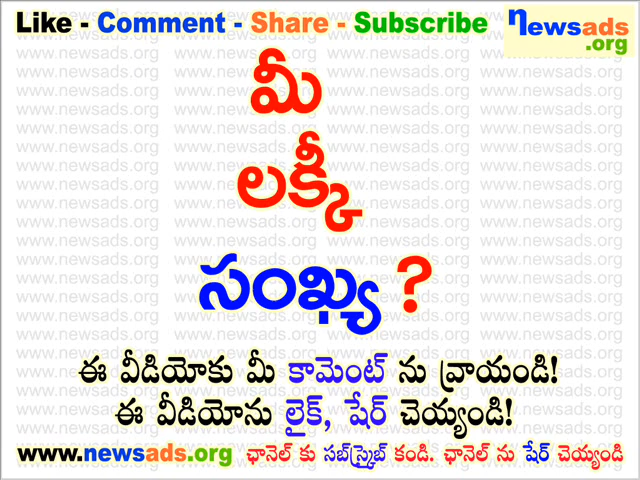 Like - Comment - Share - Subscribe
newsads
.org
మీ
లక్కీ
సంఖ్య ?
ఈ వీడియోకు మీ కామెంట్ ను వ్రాయండి!
ఈ వీడియోను లైక్, షేర్ చెయ్యండి!
www.newsads.org ఛానెల్ కు సబ్‌స్క్రైబ్ కండి. ఛానెల్ ను షేర్ చెయ్యండి